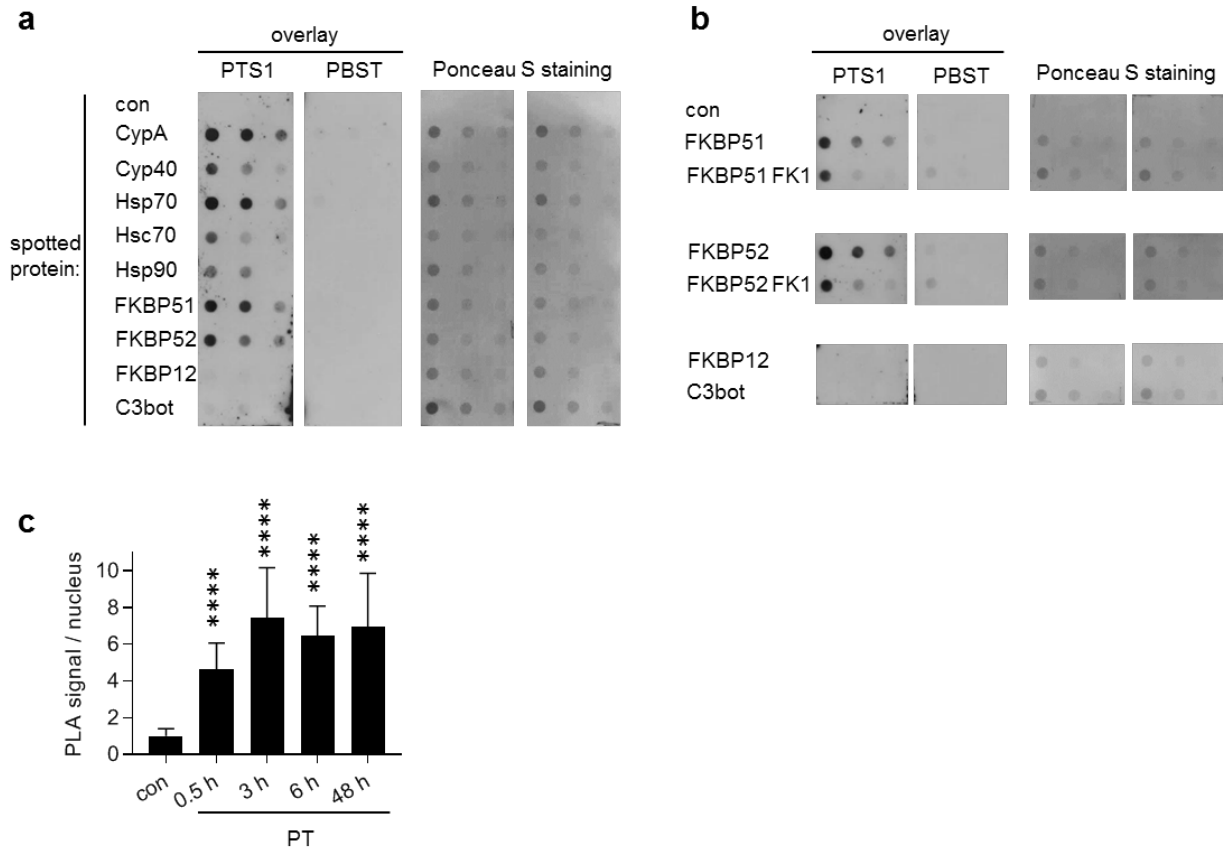 a
overlay
PTS1 PBST Ponceau S staining
spotted protein:
con
CypA
Cyp40
Hsp70
Hsc70
Hsp90
FKBP51
FKBP52
FKBP12
C3bot
b
overlay
PTS1 PBST Ponceau S staining
con
FKBP51
FKBP51 FK1
FKBP52
FKBP52 FK1
FKBP12
C3bot
c
PLA signal / nucleus
10
8
6
4
2
0
**** **** **** ****
con 0.5 h 3 h 6 h 48 h
PT